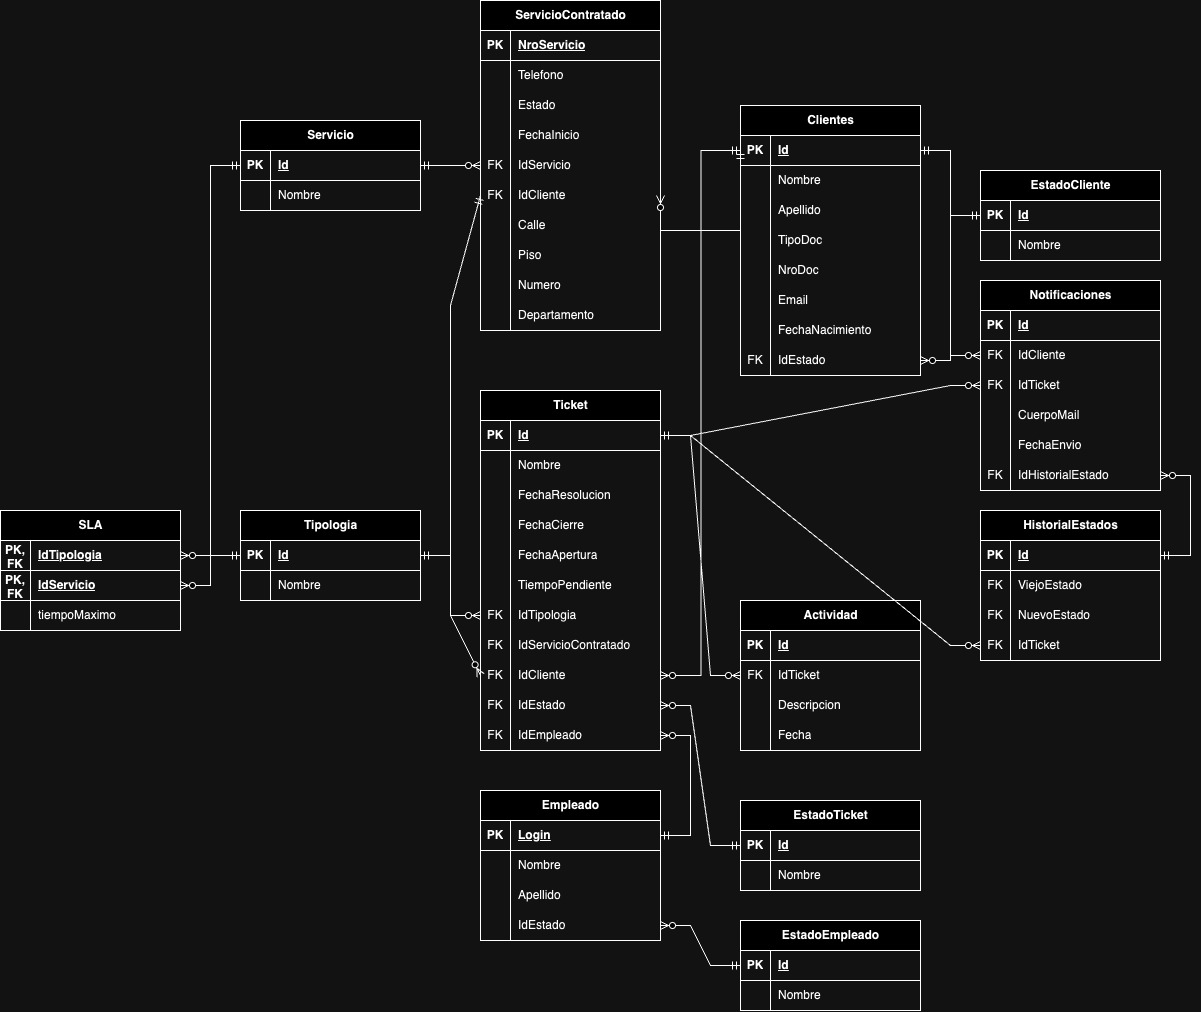 ServicioContratado
PK NroServicio
Telefono
Estado
FechaInicio
FK IdServicio
FK IdCliente
Calle
Piso
Numero
Departamento
Servicio
PK Id
Nombre
Clientes
PK Id
Nombre
Apellido
TipoDoc
NroDoc
Email
FechaNacimiento
FK IdEstado
EstadoCliente
PK Id
Nombre
Notificaciones
PK Id
FK IdCliente
FK IdTicket
CuerpoMail
FechaEnvio
FK IdHistorialEstado
Ticket
PK Id
Nombre
FechaResolucion
FechaCierre
FechaApertura
TiempoPendiente
FK IdTipologia
FK IdServicioContratado
FK IdCliente
FK IdEstado
FK IdEmpleado
SLA
PK, FK IdTipologia
PK, FK IdServicio
tiempoMaximo
Tipologia
PK Id
Nombre
HistorialEstados
PK Id
FK ViejoEstado
FK NuevoEstado
FK IdTicket
Actividad
PK Id
FK IdTicket
Descripcion
Fecha
Empleado
PK Login
Nombre
Apellido
IdEstado
EstadoTicket
PK Id
Nombre
EstadoEmpleado
PK Id
Nombre